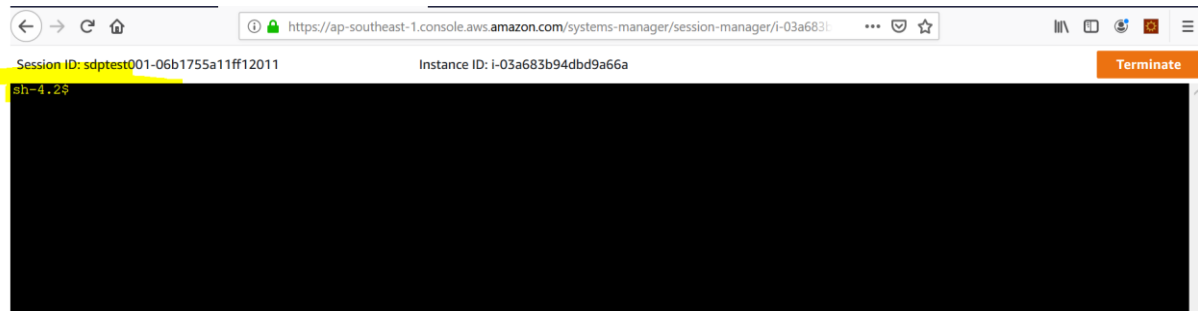 https://ap-southeast-1.console.aws.amazon.com/systems-manager/session-manager/i-03a683b
Session ID: sdptest001-06b1755a11ff12011
Instance ID: i-03a683b94dbd9a66a
Terminate
sh-4.2$